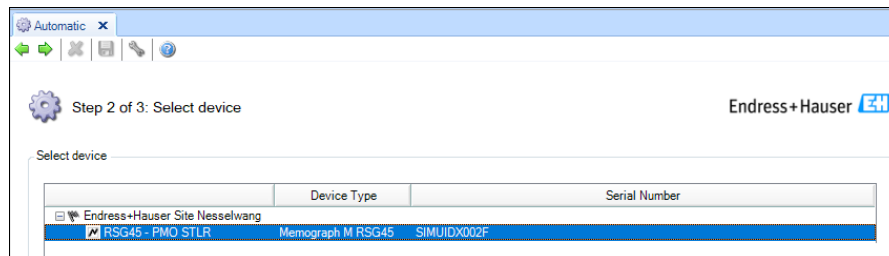 Automatic
Step 2 of 3: Select device
Endress+Hauser EH
Select device
Device Type Serial Number
Endress+Hauser Site Nesselwang
RSG45 - PMO STLR Memograph M RSG45 SIMUIDX002F